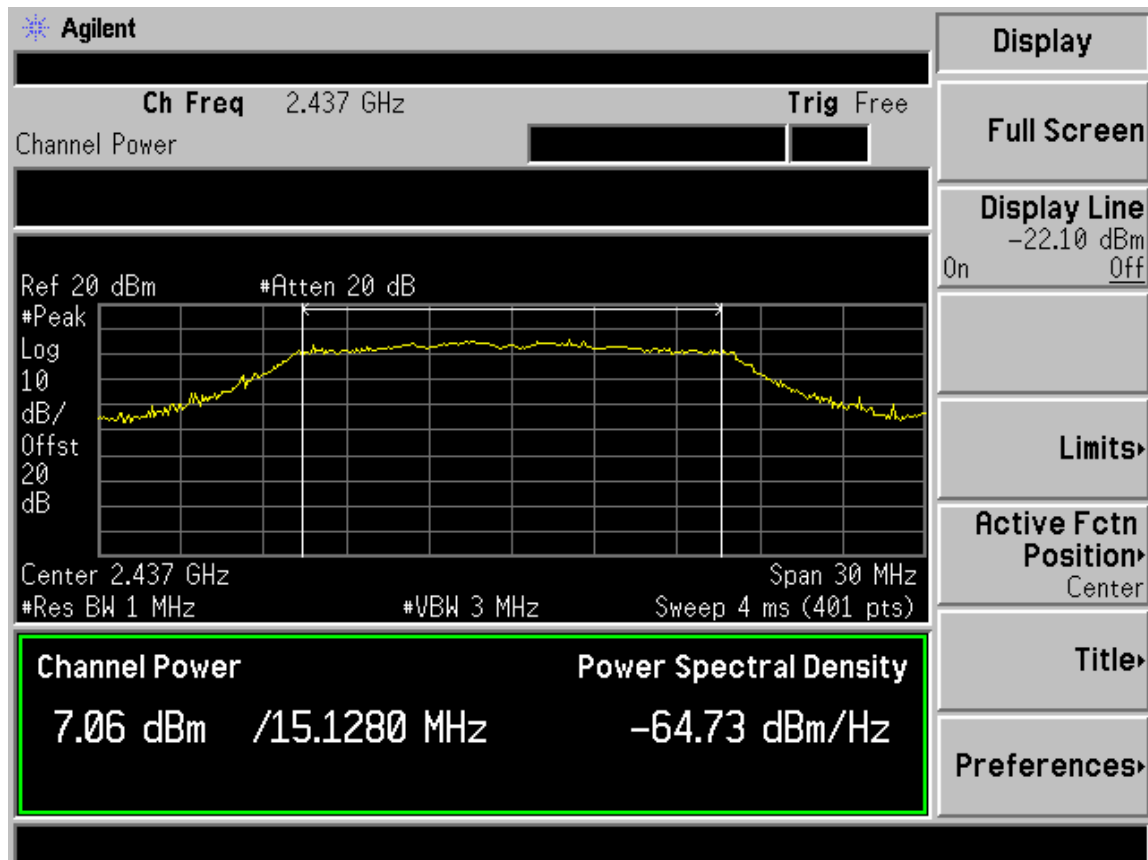 Agilent
Ch Freq 2.437 GHz Trig Free
Channel Power
Ref 20 dBm #Atten 20 dB
#Peak
Log
10
dB/
Offst
20
dB
Center 2.437 GHz Span 30 MHz
#Res BW 1 MHz #VBW 3 MHz Sweep 4 ms (401 pts)
Channel Power Power Spectral Density
7.06 dBm /15.1280 MHz -64.73 dBm/Hz
Display
Full Screen
Display Line
-22.10 dBm
On Off
Limits
Active Fctn
Position
Center
Title
Preferences